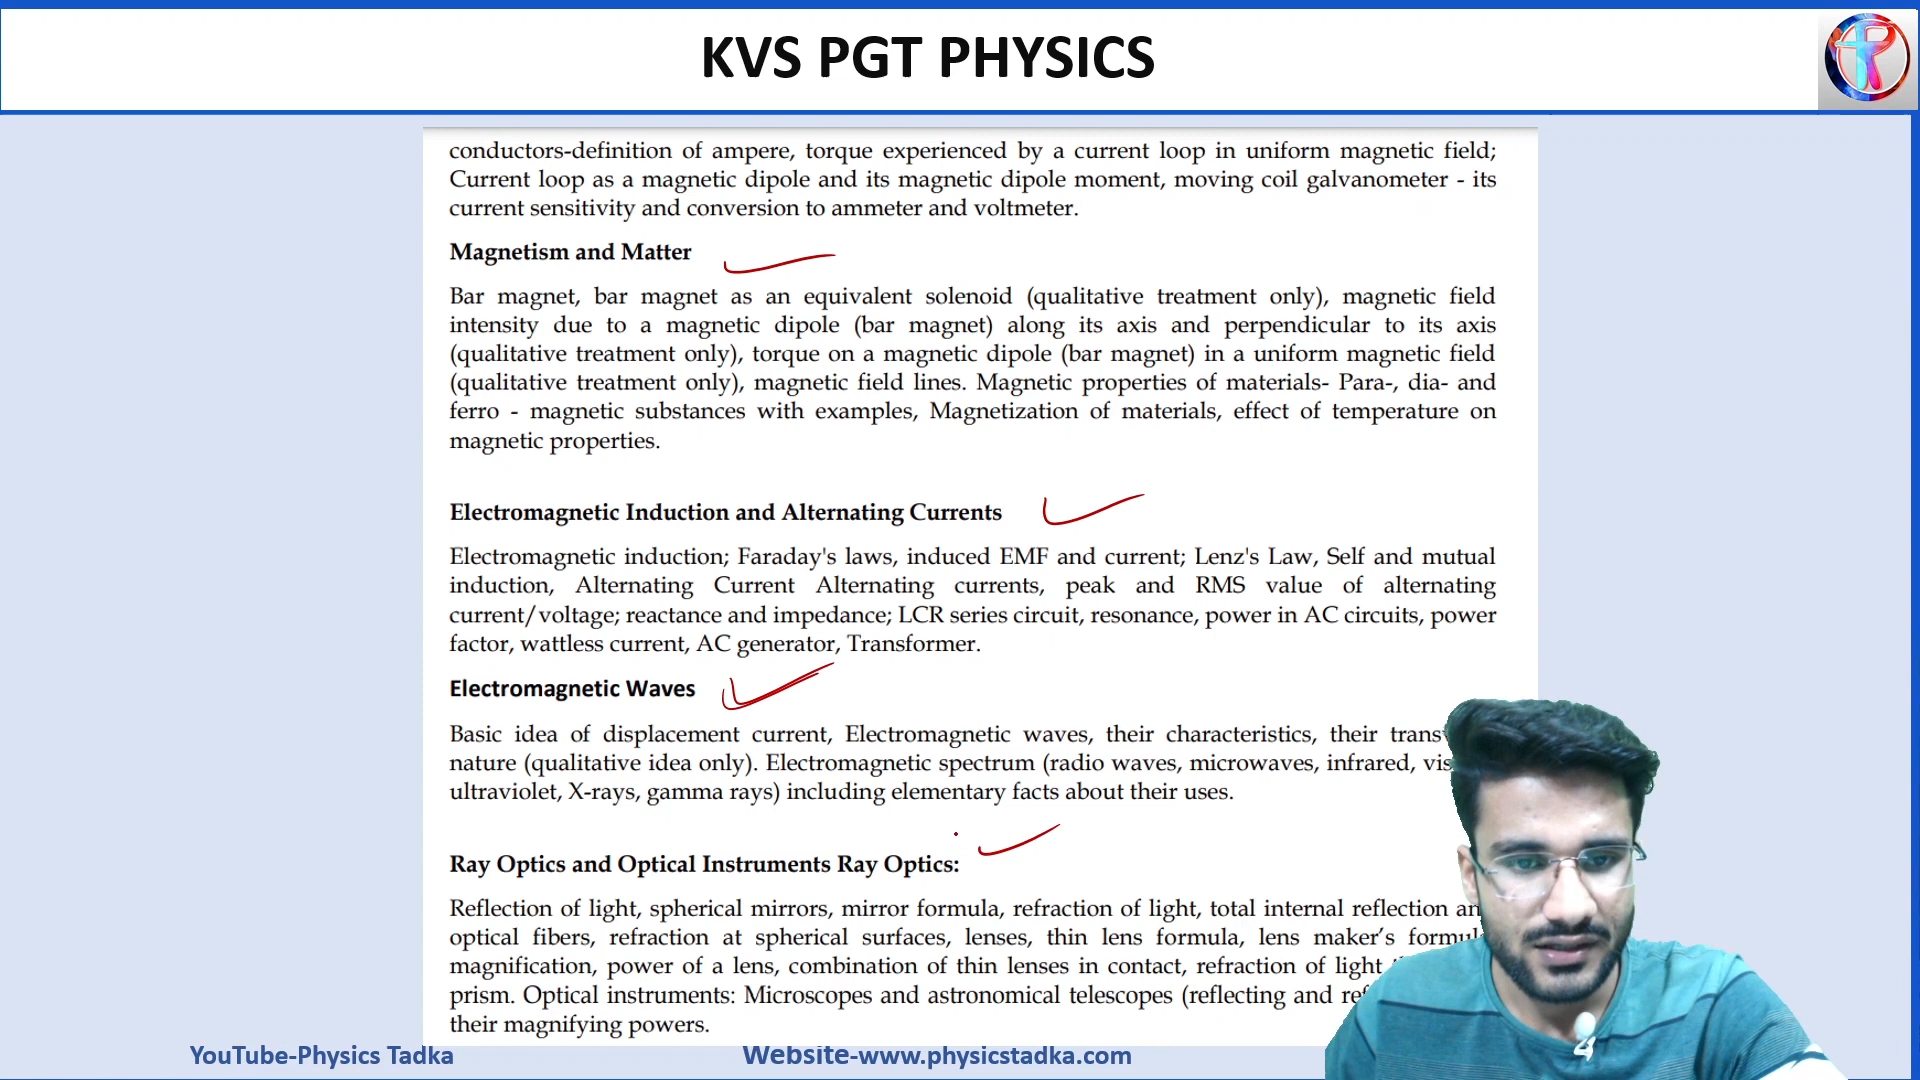 KVS PGT PHYSICS
conductors-definition of ampere, torque experienced by a current loop in uniform magnetic field;
Current loop as a magnetic dipole and its magnetic dipole moment, moving coil galvanometer - its
current sensitivity and conversion to ammeter and voltmeter.
Magnetism and Matter
Bar magnet, bar magnet as an equivalent solenoid (qualitative treatment only), magnetic field
intensity due to a magnetic dipole (bar magnet) along its axis and perpendicular to its axis
(qualitative treatment only), torque on a magnetic dipole (bar magnet) in a uniform magnetic field
(qualitative treatment only), magnetic field lines. Magnetic properties of materials- Para-, dia- and
ferro - magnetic substances with examples, Magnetization of materials, effect of temperature on
magnetic properties.
Electromagnetic Induction and Alternating Currents
Electromagnetic induction; Faraday's laws, induced EMF and current; Lenz's Law, Self and mutual
induction, Alternating Current Alternating currents, peak and RMS value of alternating
current/voltage; reactance and impedance; LCR series circuit, resonance, power in AC circuits, power
factor, wattless current, AC generator, Transformer.
Electromagnetic Waves
Basic idea of displacement current, Electromagnetic waves, their characteristics, their
nature (qualitative idea only). Electromagnetic spectrum (radio waves, microwaves, infrared,
ultraviolet, X-rays, gamma rays) including elementary facts about their uses.
Ray Optics and Optical Instruments Ray Optics:
Reflection of light, spherical mirrors, mirror formula, refraction of light, total internal reflection
optical fibers, refraction at spherical surfaces, lenses, thin lens formula, lens maker’s
magnification, power of a lens, combination of thin lenses in contact, refraction of light
prism. Optical instruments: Microscopes and astronomical telescopes (reflecting and
their magnifying powers.
YouTube-Physics Tadka
Website-www.physicstadka.com